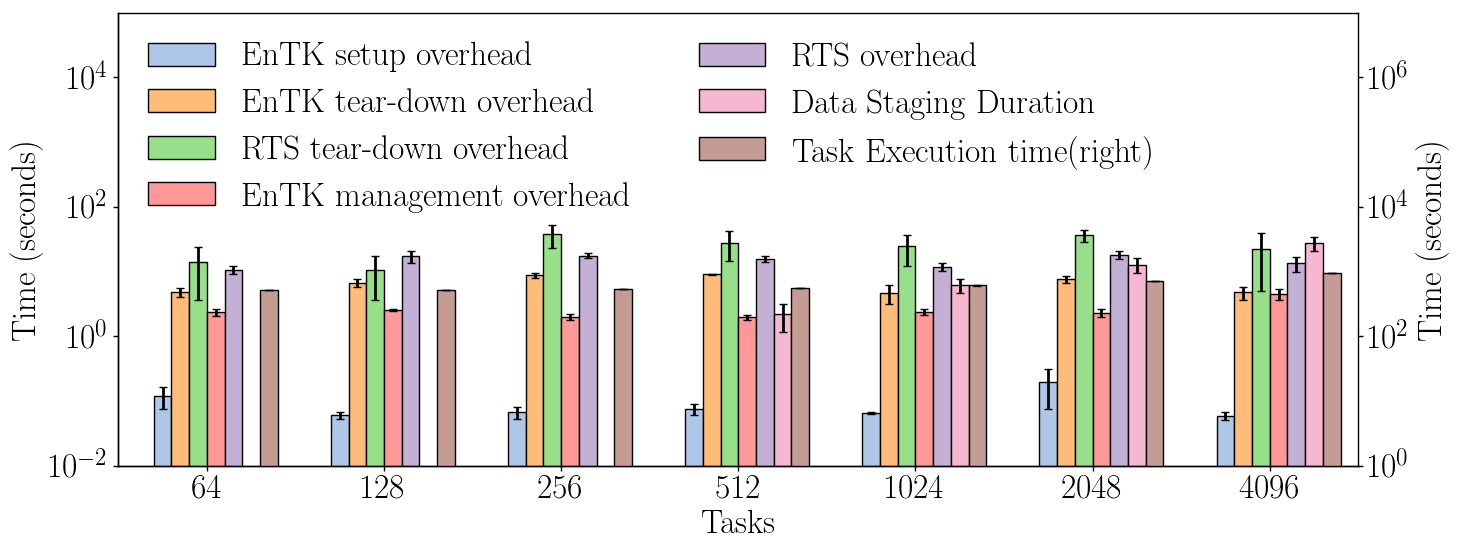 EnTK setup overhead
EnTK tear-down overhead
RTS tear-down overhead
EnTK management overhead
RTS overhead
Data Staging Duration
Task Execution time(right)
Time (seconds)
10^4
10^2
10^0
10^-2
10^6
10^4
10^2
10^0
Time (seconds)
64 128 256 512 1024 2048 4096
Tasks